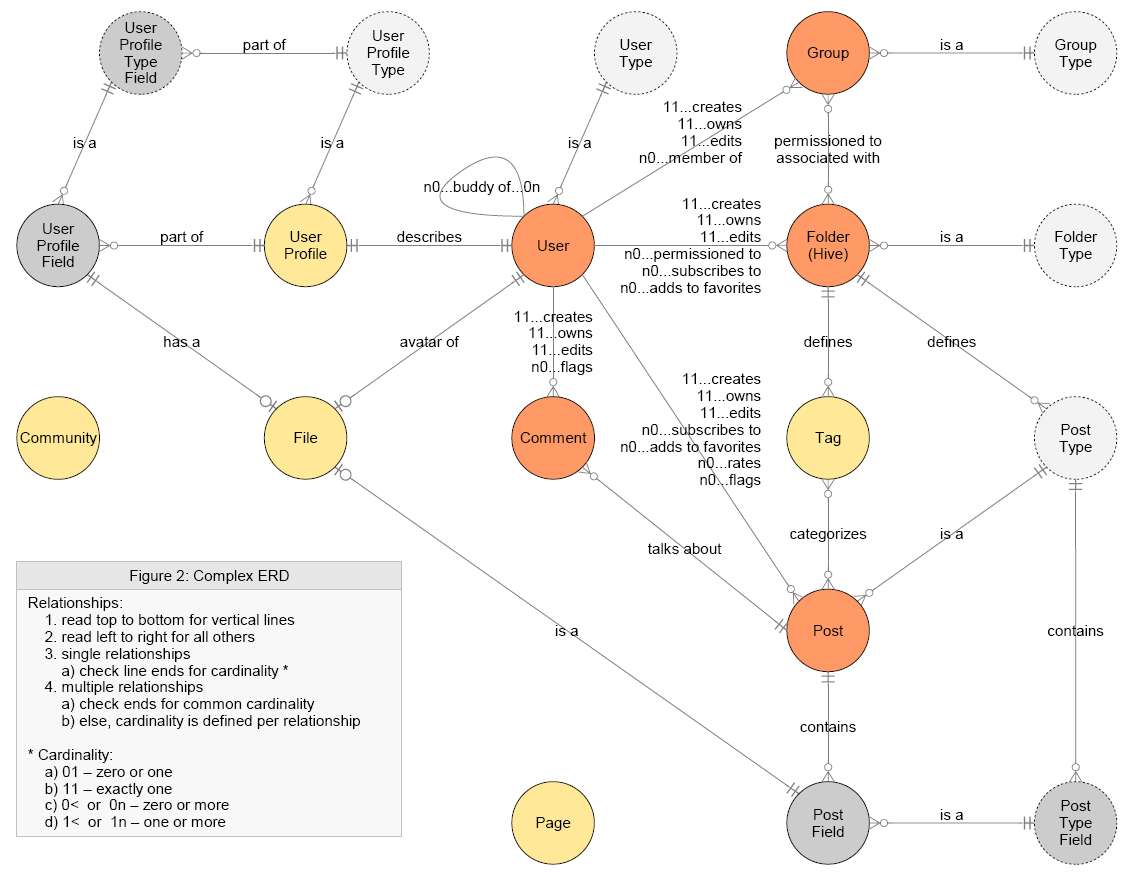 User
Profile
Type
Field
part of
User
Profile
Type
User
Type
Group
is a
Group
Type
is a
is a
is a
11...creates
11...owns
11...edits
n0...member of
permissioned to
associated with
n0...buddy of...0n
User
Profile
Field
part of
User
Profile
describes
User
11...creates
11...owns
11...edits
n0...permissioned to
n0...subscribes to
n0...adds to favorites
Folder
(Hive)
is a
Folder
Type
has a
avatar of
11...creates
11...owns
11...edits
n0...flags
defines
defines
Community
File
Comment
11...creates
11...owns
11...edits
n0...subscribes to
n0...adds to favorites
n0...rates
n0...flags
Tag
Post
Type
talks about
categorizes
is a
Figure 2: Complex ERD
Relationships:
1. read top to bottom for vertical lines
2. read left to right for all others
3. single relationships
a) check line ends for cardinality *
4. multiple relationships
a) check ends for common cardinality
b) else, cardinality is defined per relationship
* Cardinality:
a) 01 – zero or one
b) 11 – exactly one
c) 0< or 0n – zero or more
d) 1< or 1n – one or more
is a
Post
contains
contains
Page
Post
Field
is a
Post
Type
Field